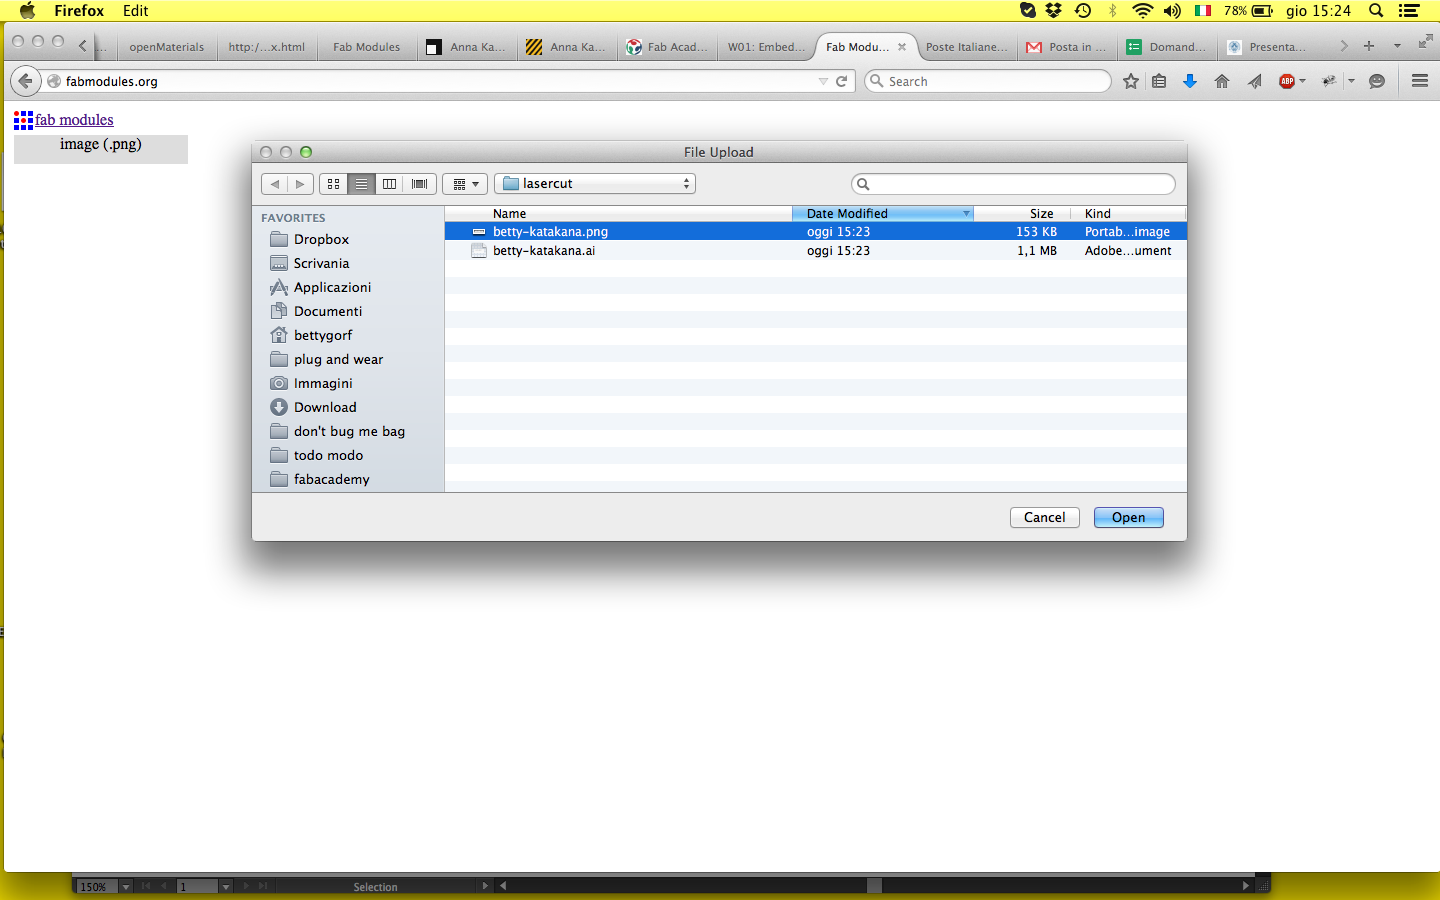 Firefox Edit 78% gio 15:24
... openMaterials http:/...x.html Fab Modules Anna Ka... Anna Ka... Fab Acad... W01: Embed... Fab Modu... Poste Italiane... Posta in ... Domand... Presenta...
fabmodules.org Search
ABP
fab modules
image (.png)
File Upload
lasercut
FAVORITES
Dropbox
Scrivania
Applicazioni
Documenti
bettygorf
plug and wear
Immagini
Download
don't bug me bag
todo modo
fabacademy
Name Date Modified Size Kind
betty-katakana.png oggi 15:23 153 KB Portab...image
betty-katakana.ai oggi 15:23 1,1 MB Adobe...ument
Cancel Open
150% 1 Selection